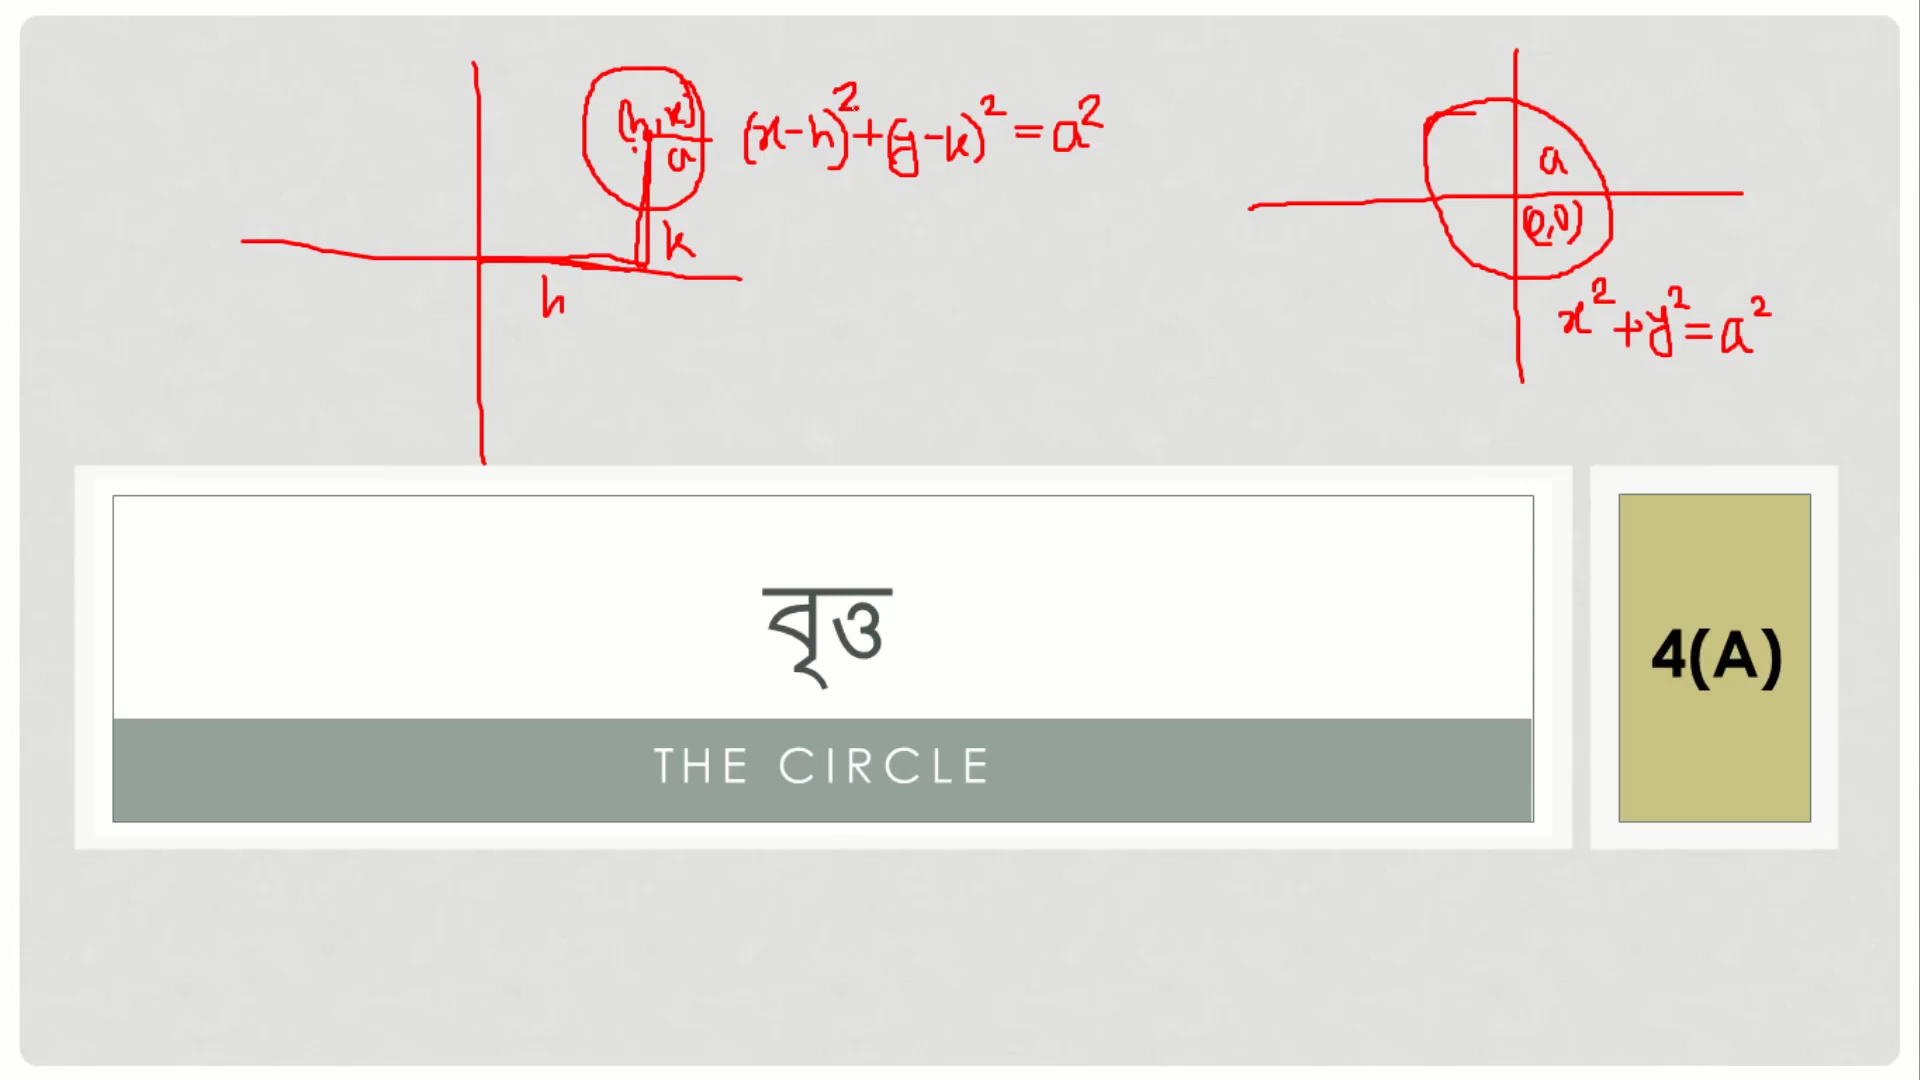 (h, k)
a
k
h
(x-h)²+(y-k)² = a²
a
(0,0)
x²+y²=a²
বৃত্ত
THE CIRCLE
4(A)